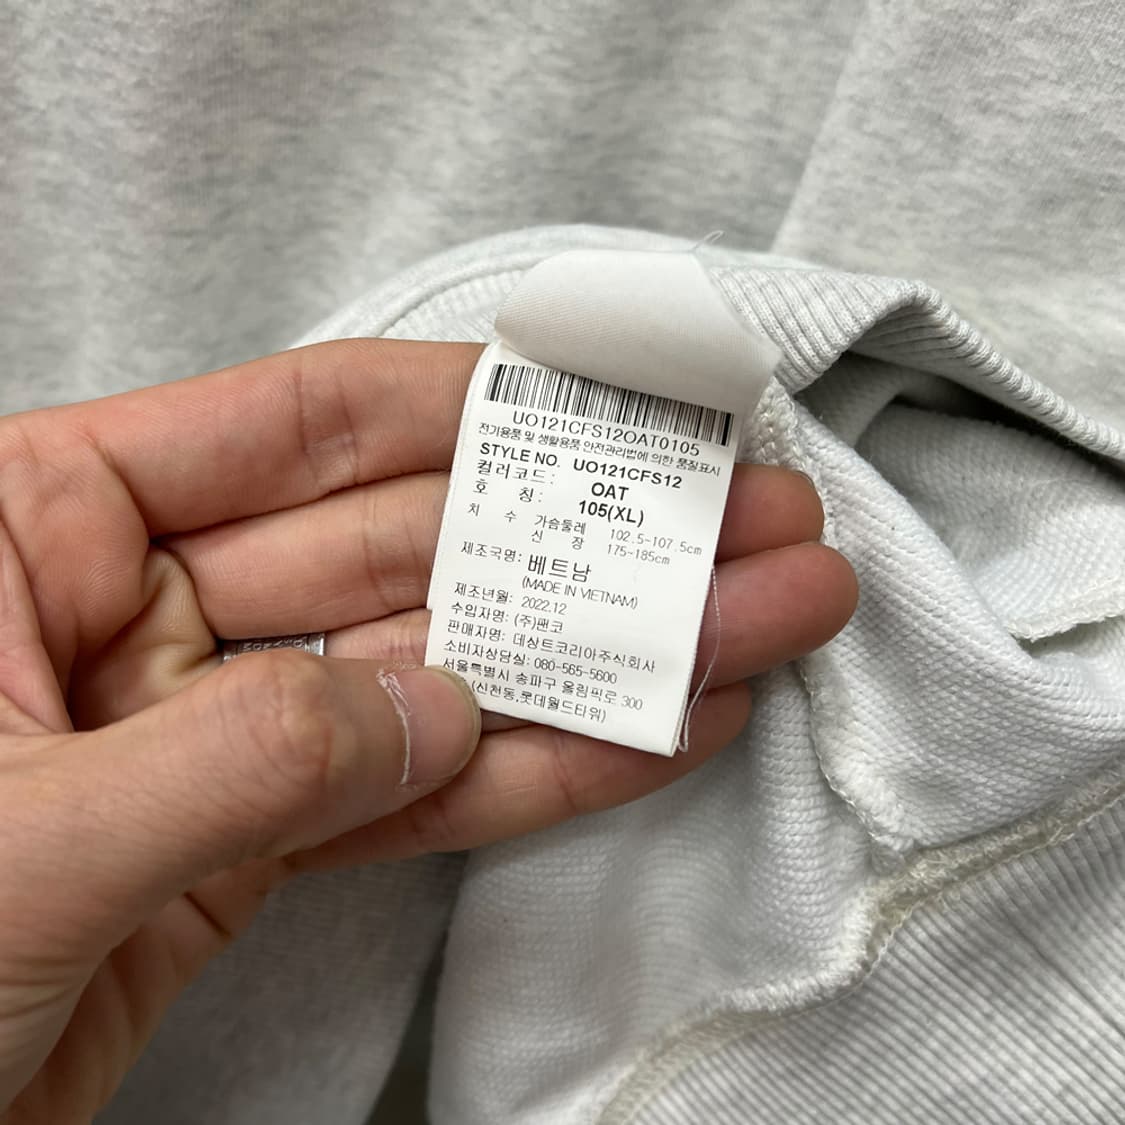 UO121CFS12OAT0105
전기용품 및 생활용품 안전관리법에 의한 품질표시
STYLE NO. UO121CFS12
컬러코드: OAT
호 칭: 105(XL)
치 수 가슴둘레 102.5~107.5cm
신 장 175~185cm
제조국명: 베트남
(MADE IN VIETNAM)
제조년월: 2022.12
수입자명: (주)팬코
판매자명: 데상트코리아주식회사
소비자상담실: 080-565-5600
서울특별시 송파구 올림픽로 300
(신천동,롯데월드타워)